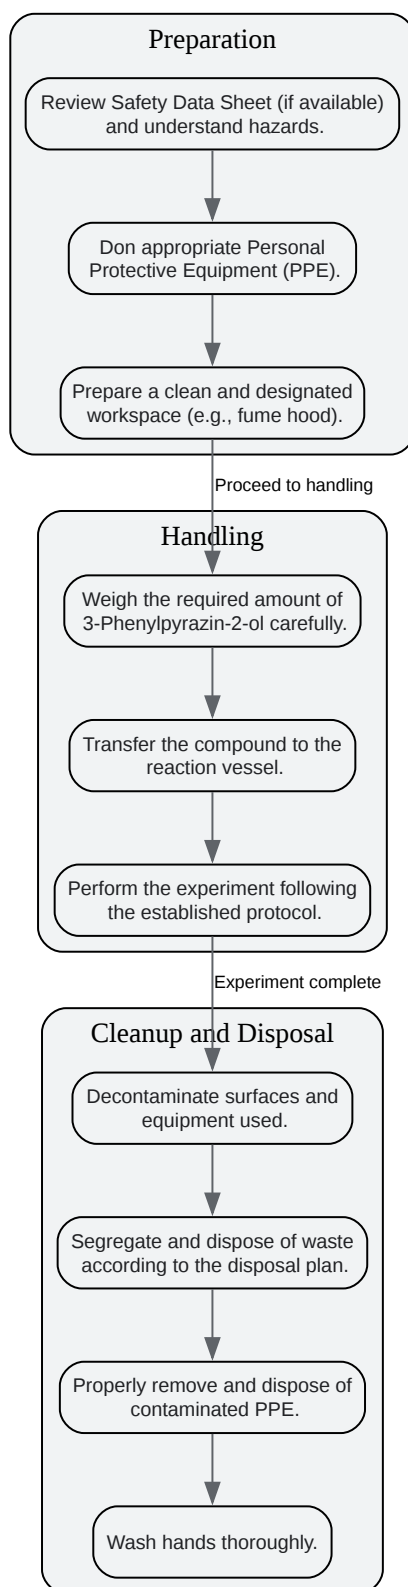 Preparation
Review Safety Data Sheet (if available)
and understand hazards.
Don appropriate Personal
Protective Equipment (PPE).
Prepare a clean and designated
workspace (e.g., fume hood).
Proceed to handling
Handling
Weigh the required amount of
3-Phenylpyrazin-2-ol carefully.
Transfer the compound to the
reaction vessel.
Perform the experiment following
the established protocol.
Experiment complete
Cleanup and Disposal
Decontaminate surfaces and
equipment used.
Segregate and dispose of waste
according to the disposal plan.
Properly remove and dispose of
contaminated PPE.
Wash hands thoroughly.